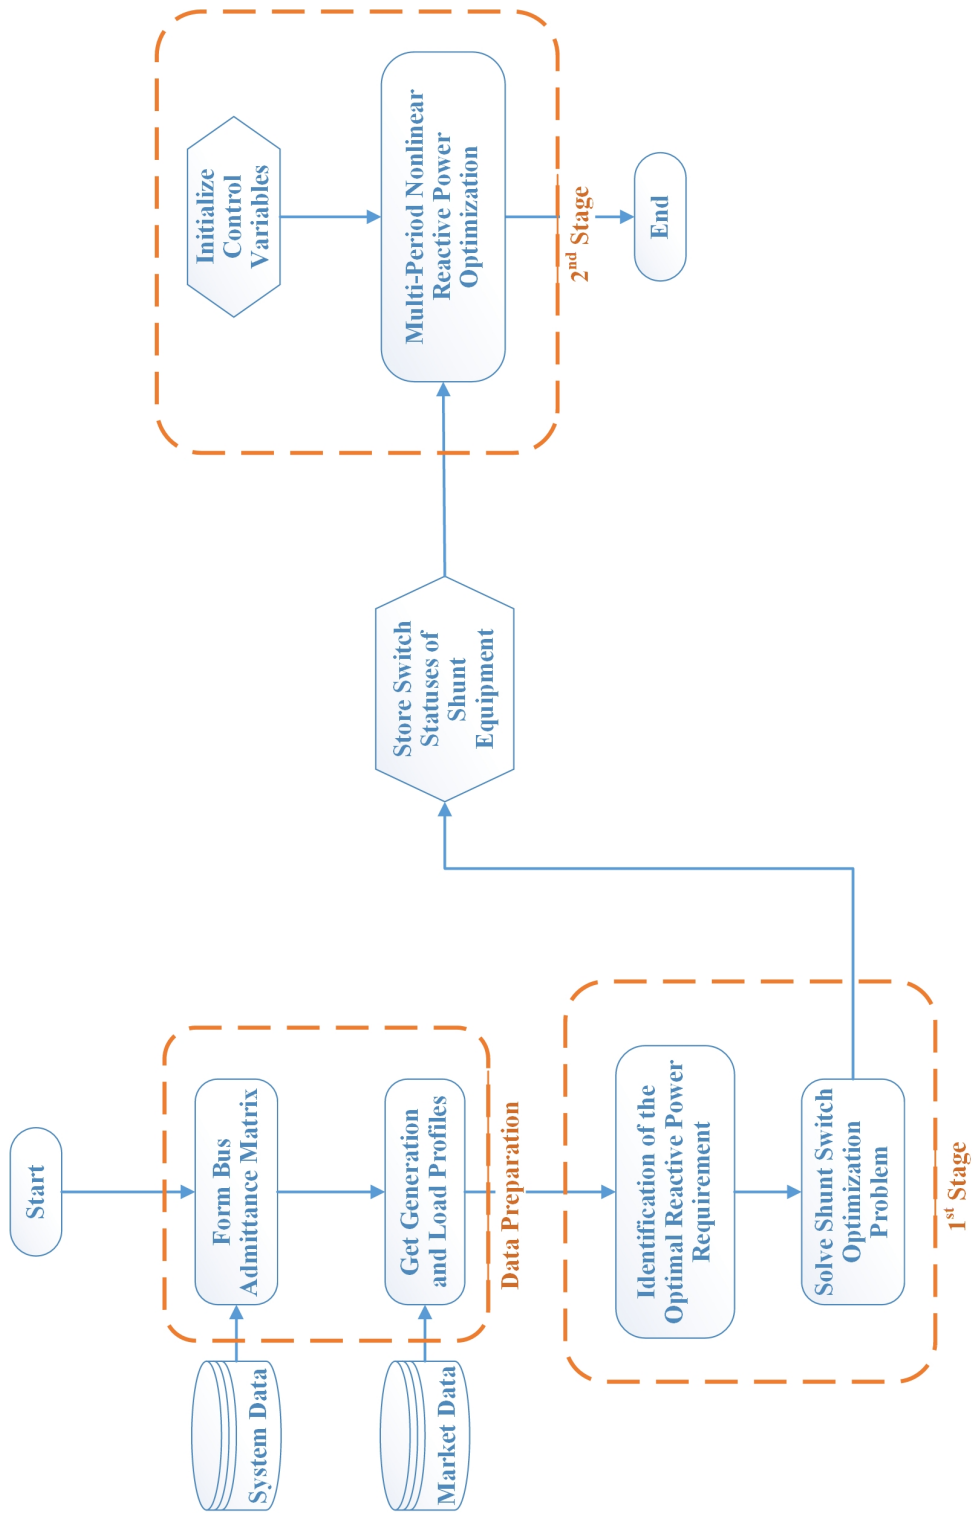 Start
System Data
Form Bus
Admittance Matrix
Market Data
Get Generation
and Load Profiles
Data Preparation
Identification of the
Optimal Reactive Power
Requirement
Solve Shunt Switch
Optimization
Problem
1st Stage
Store Switch
Statuses of
Shunt
Equipment
Initialize
Control
Variables
Multi-Period Nonlinear
Reactive Power
Optimization
2nd Stage
End